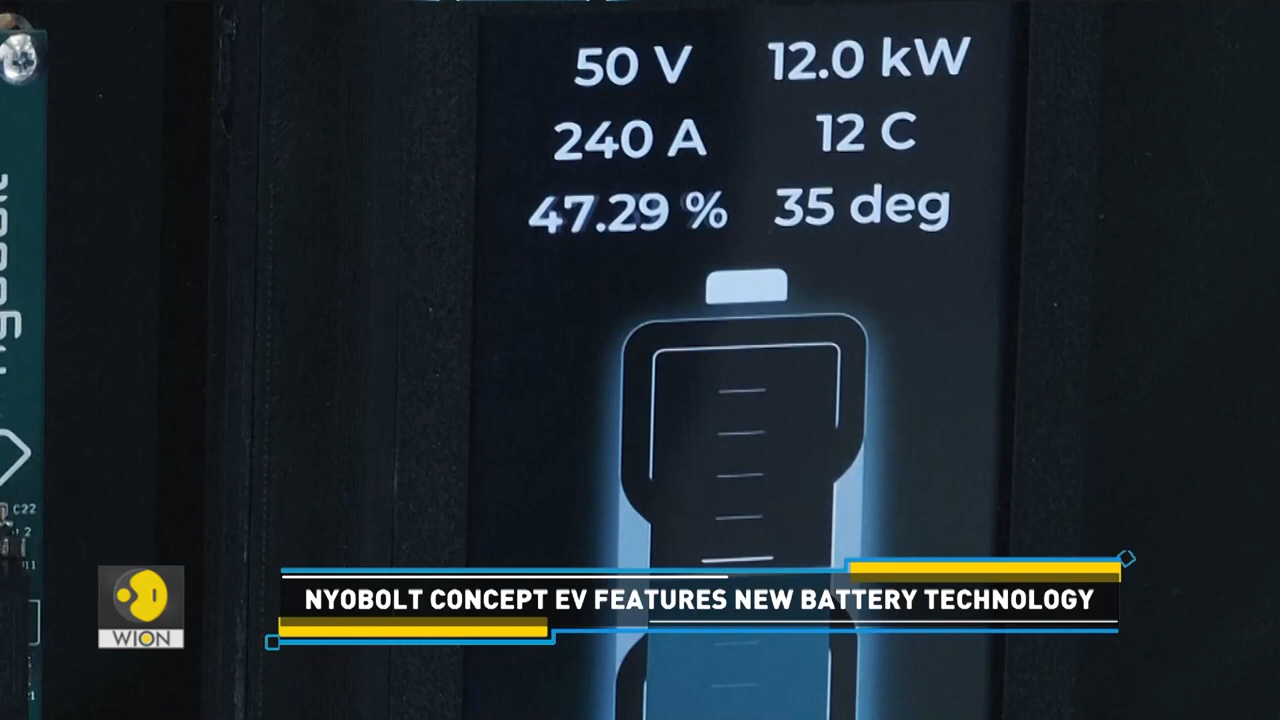 50 V 12.0 kW
240 A 12 C
47.29 % 35 deg
nyobolt
C22
NYOBOLT CONCEPT EV FEATURES NEW BATTERY TECHNOLOGY
WION